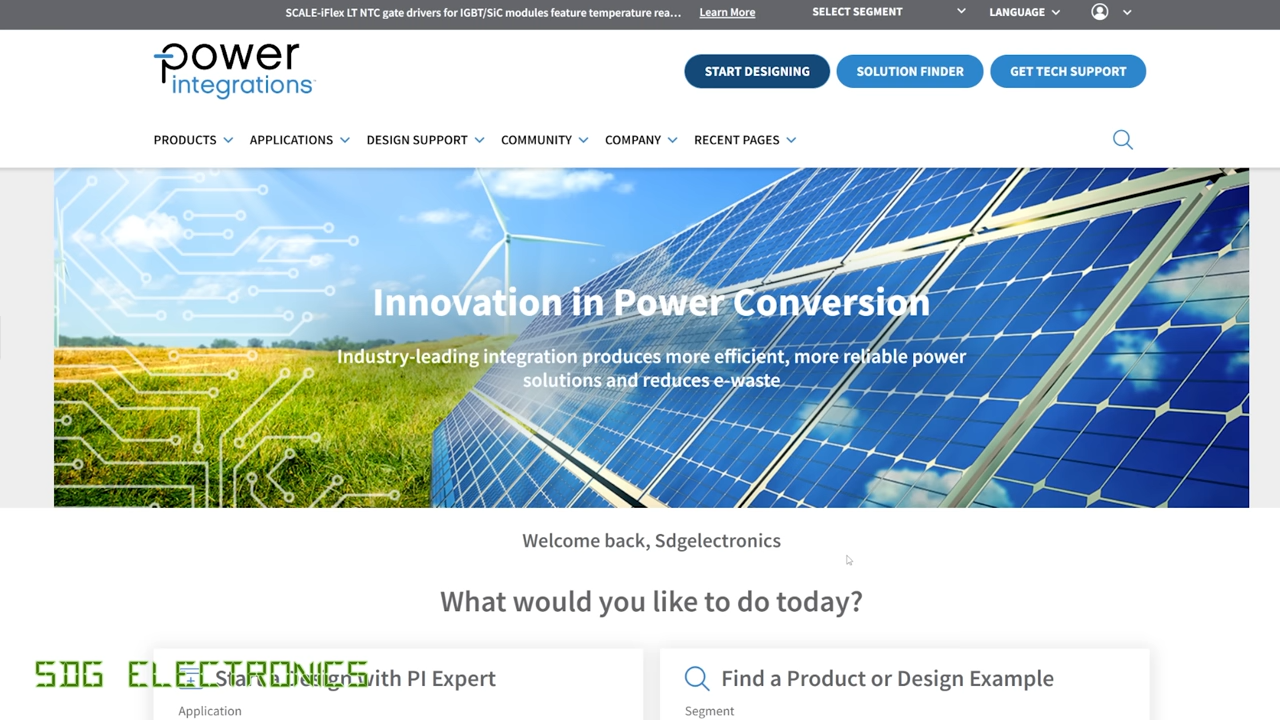 SCALE-iFlex LT NTC gate drivers for IGBT/SiC modules feature temperature rea... Learn More SELECT SEGMENT LANGUAGE
power
integrations
START DESIGNING SOLUTION FINDER GET TECH SUPPORT
PRODUCTS APPLICATIONS DESIGN SUPPORT COMMUNITY COMPANY RECENT PAGES
Innovation in Power Conversion
Industry-leading integration produces more efficient, more reliable power
solutions and reduces e-waste
Welcome back, Sdgelectronics
What would you like to do today?
SDG ELECTRONICS
Start a Design with PI Expert
Find a Product or Design Example
Application
Segment